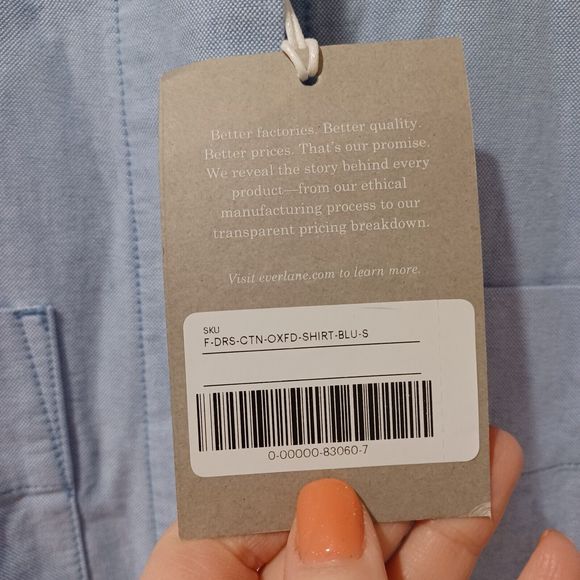 Better factories. Better quality.
Better prices. That's our promise.
We reveal the story behind every
product—from our ethical
manufacturing process to our
transparent pricing breakdown.
Visit everlane.com to learn more.
SKU
F-DRS-CTN-OXFD-SHIRT-BLU-S
0-00000-83060-7